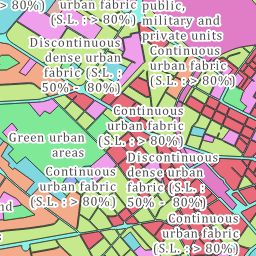 > 80%)
urban fabric
(S.L. : > 80%)
public,
military and
private units
Discontinuous
dense urban
fabric (S.L. :
50% - 80%)
Continuous
urban fabric
(S.L. : > 80%)
Continuous
urban fabric
(S.L. : > 80%)
Green urban
areas
Discontinuous
dense urban
fabric (S.L. :
50% - 80%)
Continuous
urban fabric
(S.L. : > 80%)
nd
s
Continuous
urban fabric
(S.L. : > 80%)